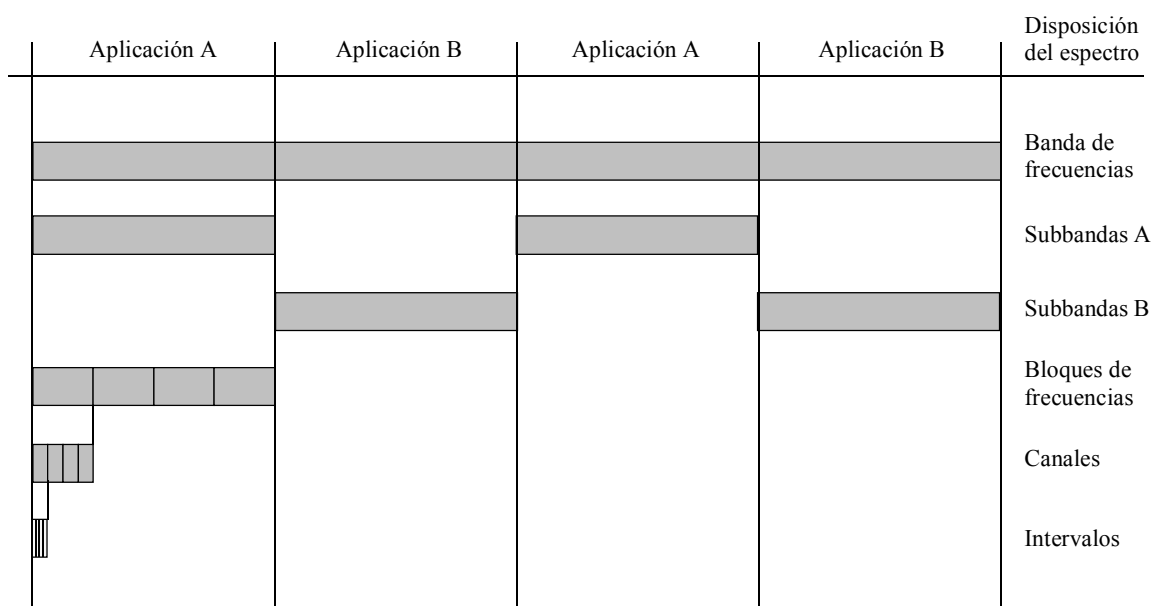 Aplicación A
Aplicación B
Aplicación A
Aplicación B
Disposición
del espectro
Banda de
frecuencias
Subbandas A
Subbandas B
Bloques de
frecuencias
Canales
Intervalos